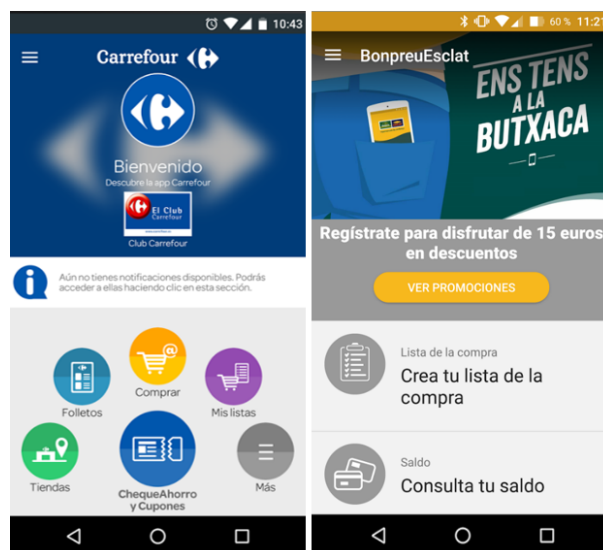 10:43
Carrefour
Bienvenido
Descubre la app Carrefour
El Club
Carrefour
Club Carrefour
Aún no tienes notificaciones disponibles. Podrás
acceder a ellas haciendo clic en esta sección.
@
Comprar
Folletos
Mis listas
Tiendas
ChequeAhorro
y Cupones
Más
60 % 11:21
BonpreuEsclat
ENS TENS
A LA
BUTXACA
Regístrate para disfrutar de 15 euros
en descuentos
VER PROMOCIONES
Lista de la compra
Crea tu lista de la
compra
Saldo
Consulta tu saldo